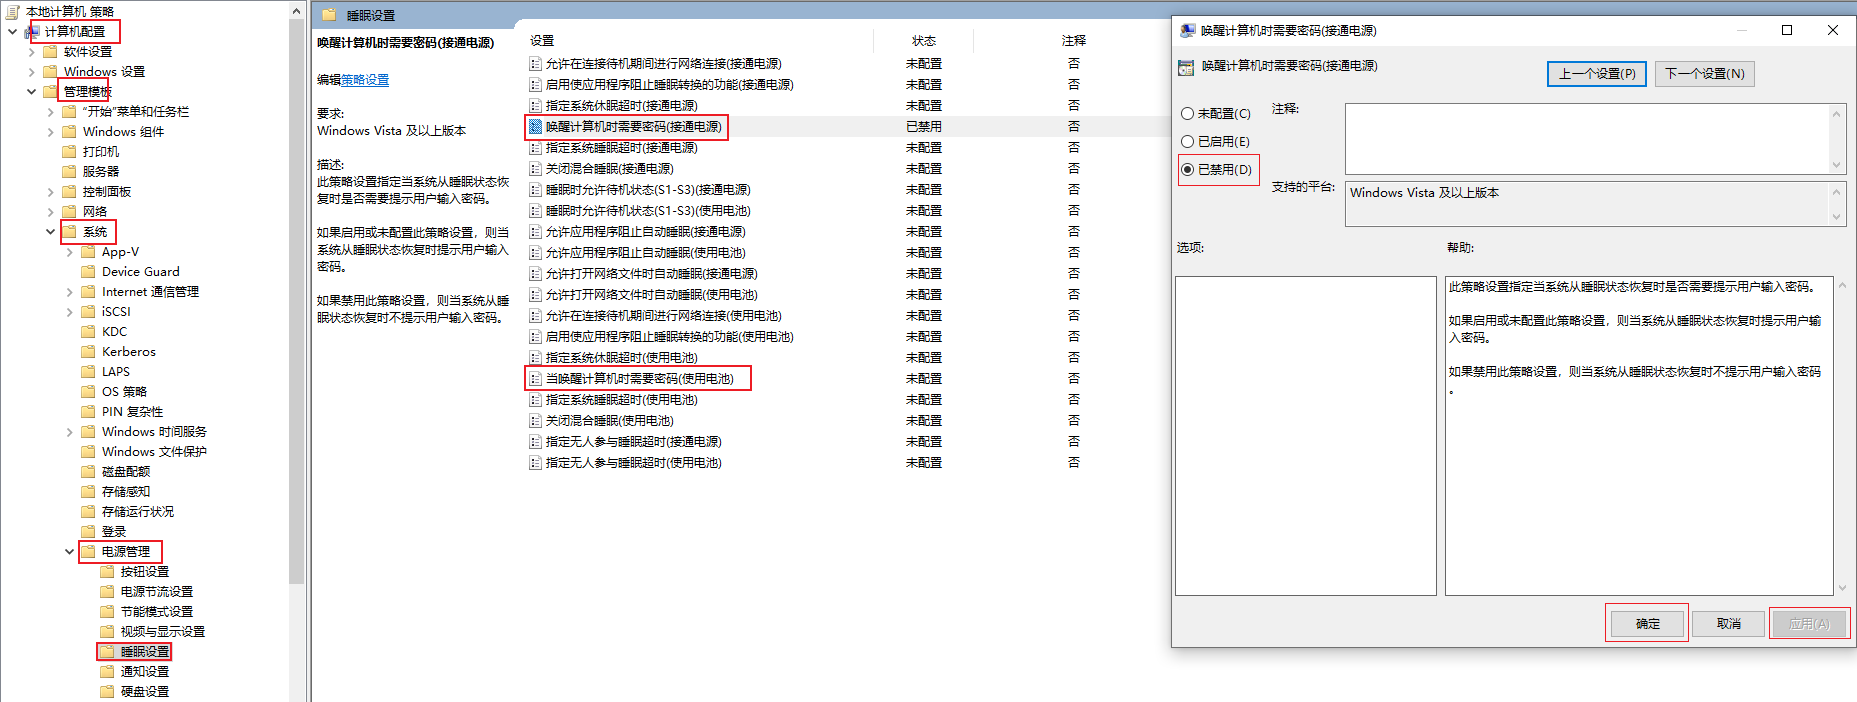 本地计算机 策略
计算机配置
软件设置
Windows 设置
管理模板
"开始"菜单和任务栏
Windows 组件
打印机
服务器
控制面板
网络
系统
App-V
Device Guard
Internet 通信管理
iSCSI
KDC
Kerberos
LAPS
OS 策略
PIN 复杂性
Windows 时间服务
Windows 文件保护
磁盘配额
存储感知
存储运行状况
登录
电源管理
按钮设置
电源节流设置
节能模式设置
视频与显示设置
睡眠设置
通知设置
硬盘设置
睡眠设置
唤醒计算机时需要密码(接通电源)
编辑策略设置
要求:
Windows Vista 及以上版本
描述:
此策略设置指定当系统从睡眠状态恢
复时是否需要提示用户输入密码。
如果启用或未配置此策略设置，则当
系统从睡眠状态恢复时提示用户输入
密码。
如果禁用此策略设置，则当系统从睡
眠状态恢复时不提示用户输入密码。
设置 状态 注释
允许在连接待机期间进行网络连接(接通电源) 未配置 否
启用使应用程序阻止睡眠转换的功能(接通电源) 未配置 否
指定系统休眠超时(接通电源) 未配置 否
唤醒计算机时需要密码(接通电源) 已禁用 否
指定系统睡眠超时(接通电源) 未配置 否
关闭混合睡眠(接通电源) 未配置 否
睡眠时允许待机状态(S1-S3)(接通电源) 未配置 否
睡眠时允许待机状态(S1-S3)(使用电池) 未配置 否
允许应用程序阻止自动睡眠(接通电源) 未配置 否
允许应用程序阻止自动睡眠(使用电池) 未配置 否
允许打开网络文件时自动睡眠(接通电源) 未配置 否
允许打开网络文件时自动睡眠(使用电池) 未配置 否
允许在连接待机期间进行网络连接(使用电池) 未配置 否
启用使应用程序阻止睡眠转换的功能(使用电池) 未配置 否
指定系统休眠超时(使用电池) 未配置 否
当唤醒计算机时需要密码(使用电池) 未配置 否
指定系统睡眠超时(使用电池) 未配置 否
关闭混合睡眠(使用电池) 未配置 否
指定无人参与睡眠超时(接通电源) 未配置 否
指定无人参与睡眠超时(使用电池) 未配置 否
唤醒计算机时需要密码(接通电源)
唤醒计算机时需要密码(接通电源)
上一个设置(P) 下一个设置(N)
未配置(C)
已启用(E)
已禁用(D)
注释:
支持的平台: Windows Vista 及以上版本
选项: 帮助:
此策略设置指定当系统从睡眠状态恢复时是否需要提示用户输入密码。
如果启用或未配置此策略设置，则当系统从睡眠状态恢复时提示用户输
入密码。
如果禁用此策略设置，则当系统从睡眠状态恢复时不提示用户输入密码
。
确定 取消 应用(A)